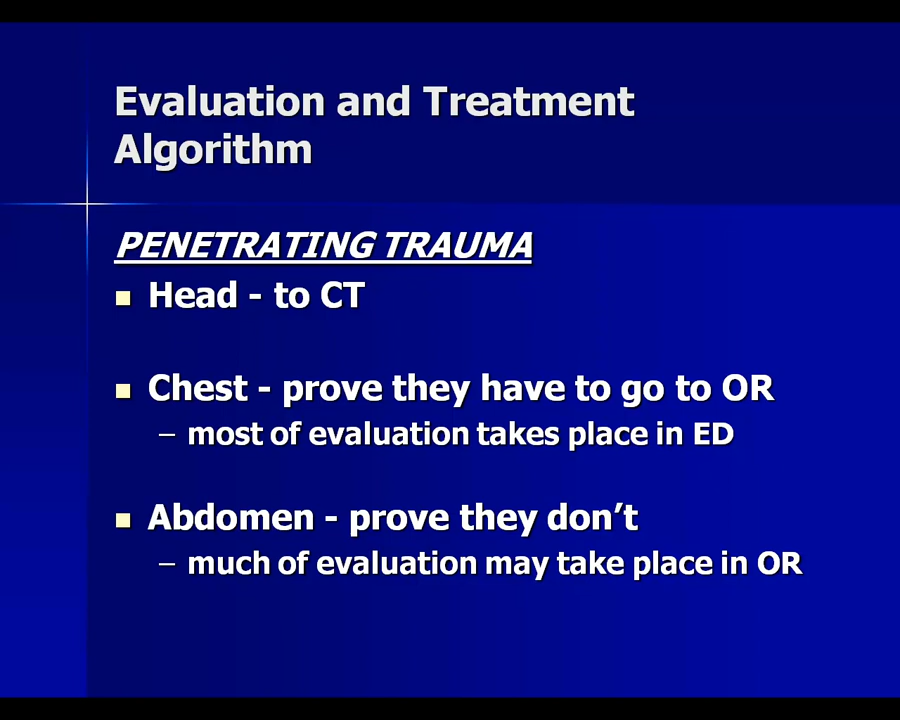 Evaluation and Treatment
Algorithm
PENETRATING TRAUMA
■ Head - to CT
■ Chest - prove they have to go to OR
– most of evaluation takes place in ED
■ Abdomen - prove they don’t
– much of evaluation may take place in OR